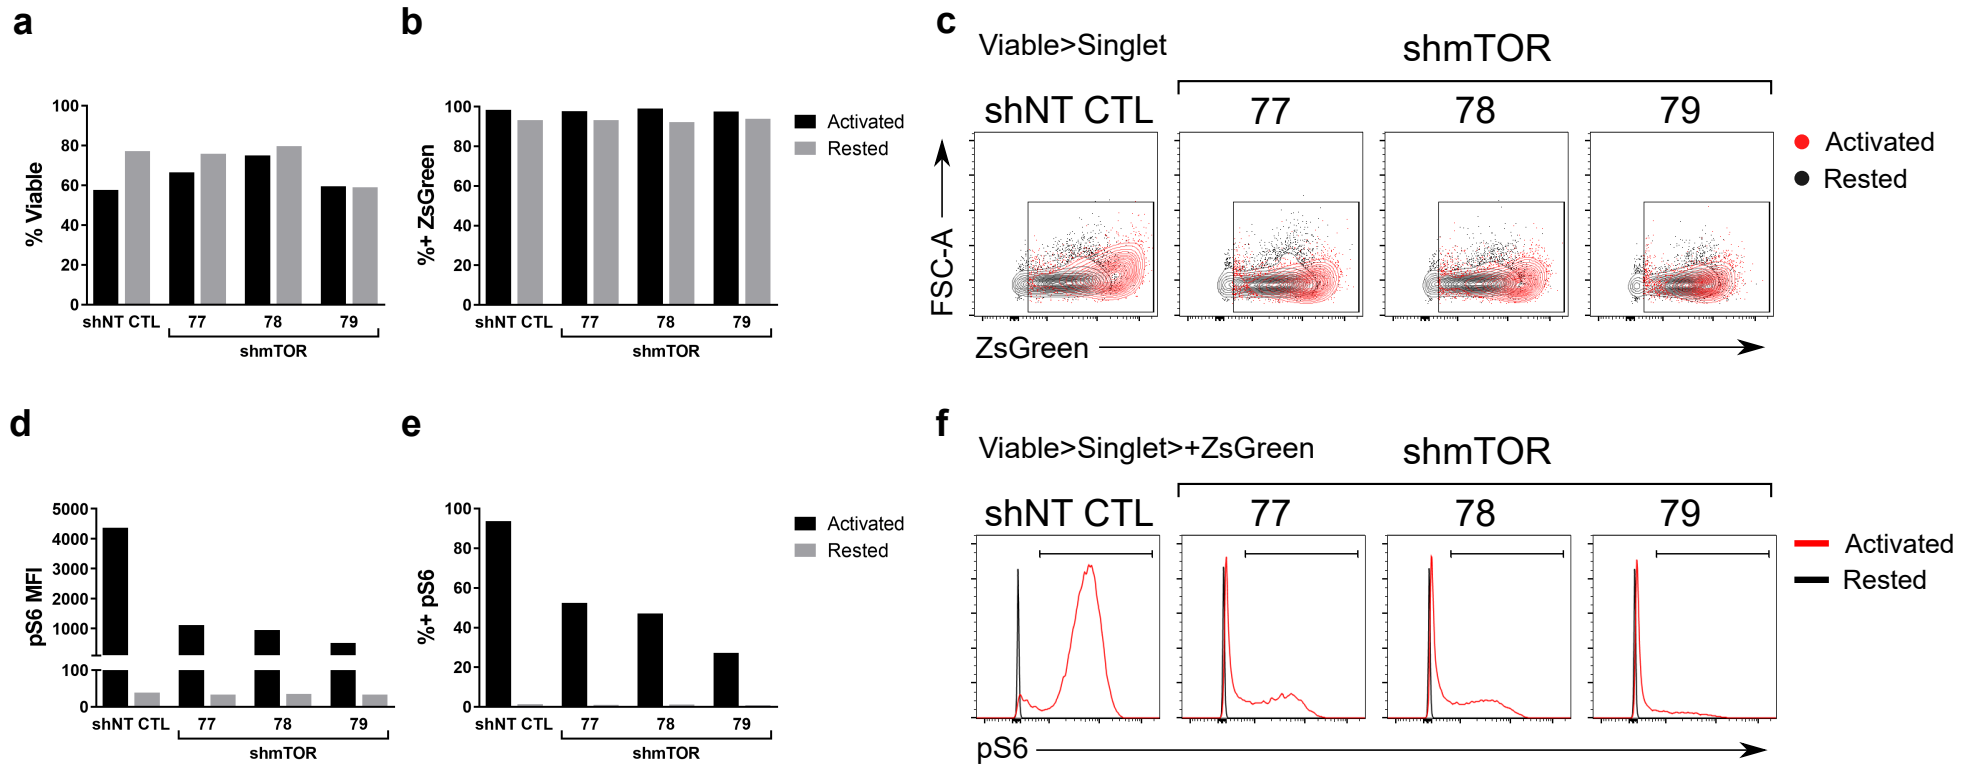 a
% Viable
100
80
60
40
20
0
shNT CTL 77 78 79
shmTOR
b
%+ ZsGreen
100
80
60
40
20
0
shNT CTL 77 78 79
shmTOR
Activated
Rested
c
Viable>Singlet
shmTOR
shNT CTL 77 78 79
FSC-A
ZsGreen
Activated
Rested
d
pS6 MFI
5000
4000
3000
2000
1000
100
0
shNT CTL 77 78 79
shmTOR
e
%+ pS6
100
80
60
40
20
0
shNT CTL 77 78 79
shmTOR
Activated
Rested
f
Viable>Singlet>+ZsGreen
shmTOR
shNT CTL 77 78 79
pS6
Activated
Rested